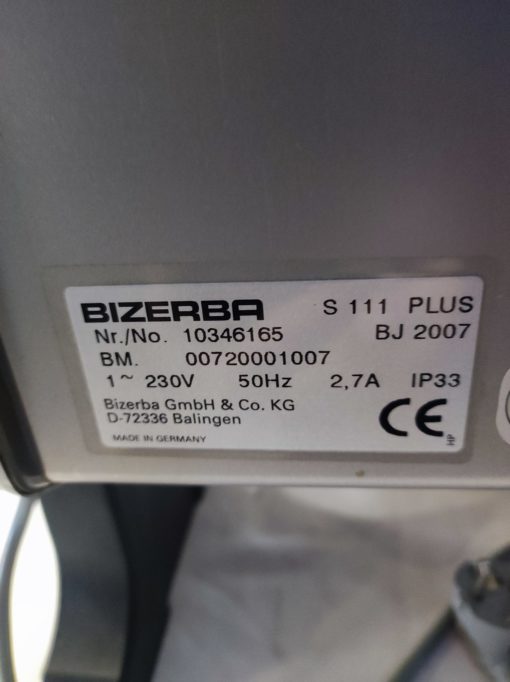 BIZERBA S 111 PLUS
Nr./No. 10346165 BJ 2007
BM. 00720001007
1~ 230V 50Hz 2,7A IP33
Bizerba GmbH & Co. KG
D-72336 Balingen
MADE IN GERMANY
CE
HP